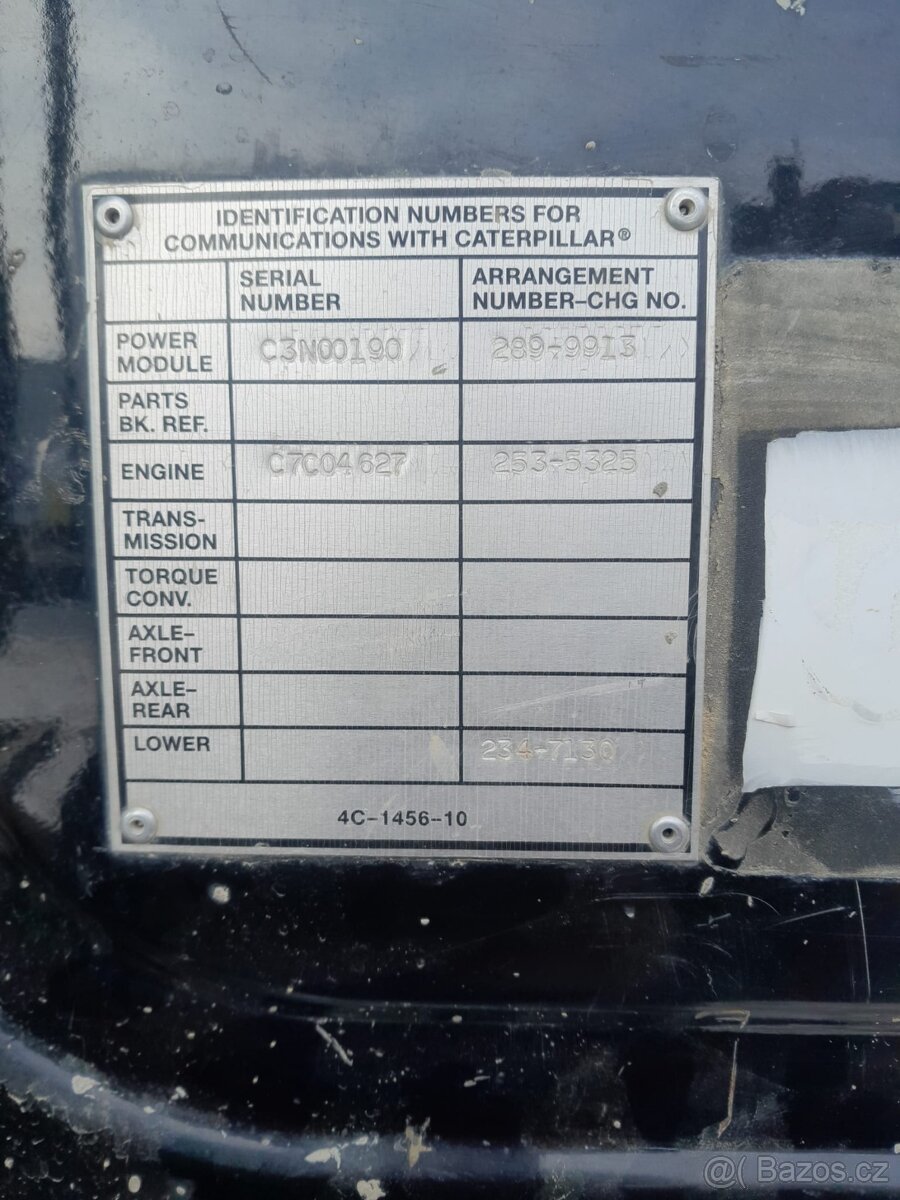 IDENTIFICATION NUMBERS FOR
COMMUNICATIONS WITH CATERPILLAR®
SERIAL NUMBER ARRANGEMENT NUMBER-CHG NO.
POWER MODULE C3N00190 289-9913
PARTS BK. REF.
ENGINE C7C04627 253-5325
TRANS-MISSION
TORQUE CONV.
AXLE-FRONT
AXLE-REAR
LOWER 234-7130
4C-1456-10
@( Bazos.cz